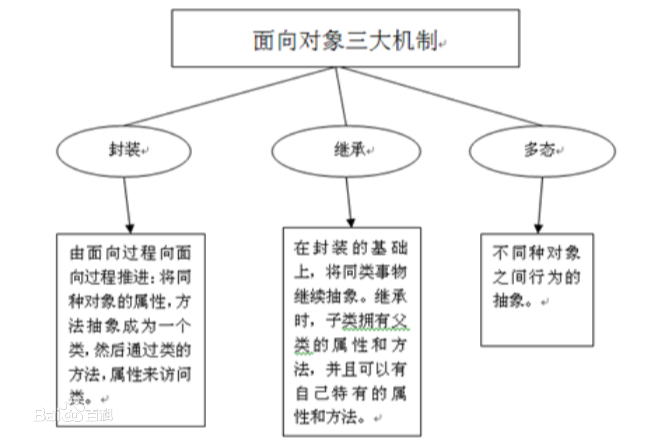 面向对象三大机制
封装
继承
多态
由面向过程向面
向过程推进：将同
种对象的属性，方
法抽象成为一个
类，然后通过类的
方法，属性来访问
类。
在封装的基础
上，将同类事物
继续抽象。继承
时，子类拥有父
类的属性和方
法，并且可以有
自己特有的属
性和方法。
不同种对象
之间行为的
抽象。
Baidu百科